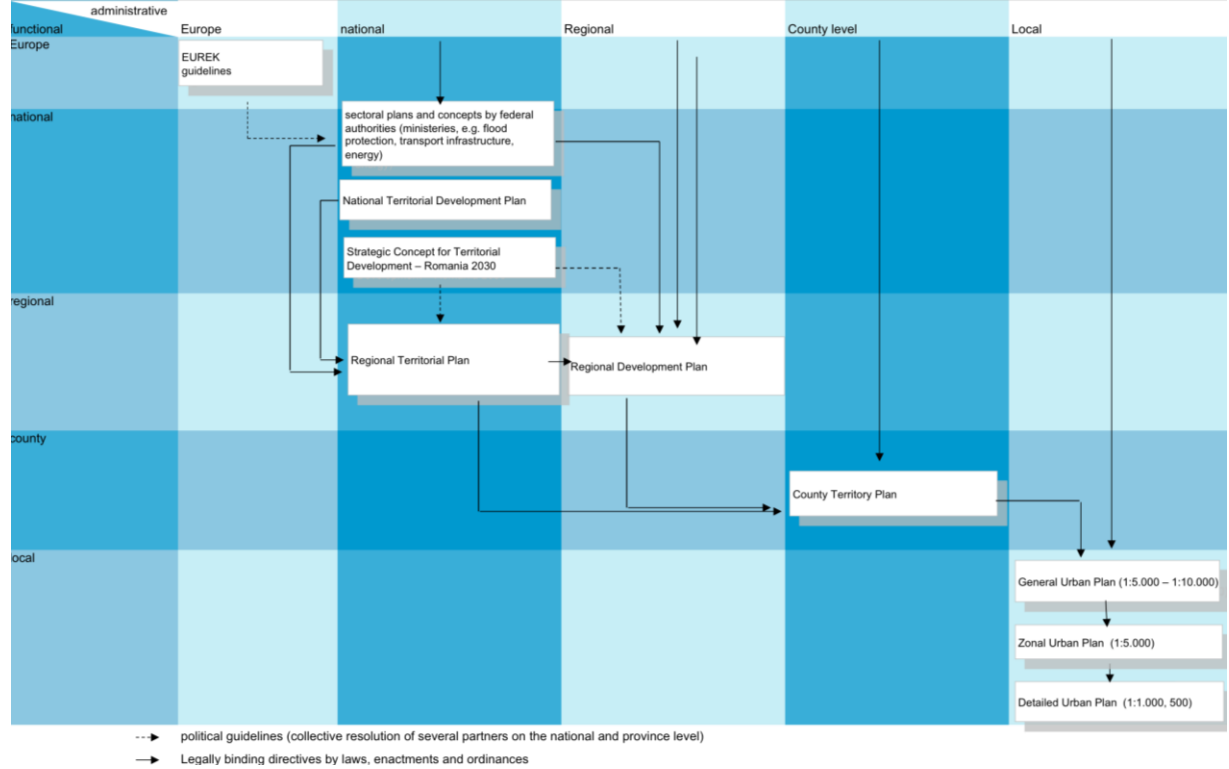 administrative
functional
Europe
national
Regional
County level
Local
Europe
EUREK
guidelines
national
sectoral plans and concepts by federal
authorities (ministeries, e.g. flood
protection, transport infrastructure,
energy)
National Territorial Development Plan
Strategic Concept for Territorial
Development – Romania 2030
regional
Regional Territorial Plan
Regional Development Plan
county
County Territory Plan
local
General Urban Plan (1:5.000 – 1:10.000)
Zonal Urban Plan (1:5.000)
Detailed Urban Plan (1:1.000, 500)
political guidelines (collective resolution of several partners on the national and province level)
Legally binding directives by laws, enactments and ordinances